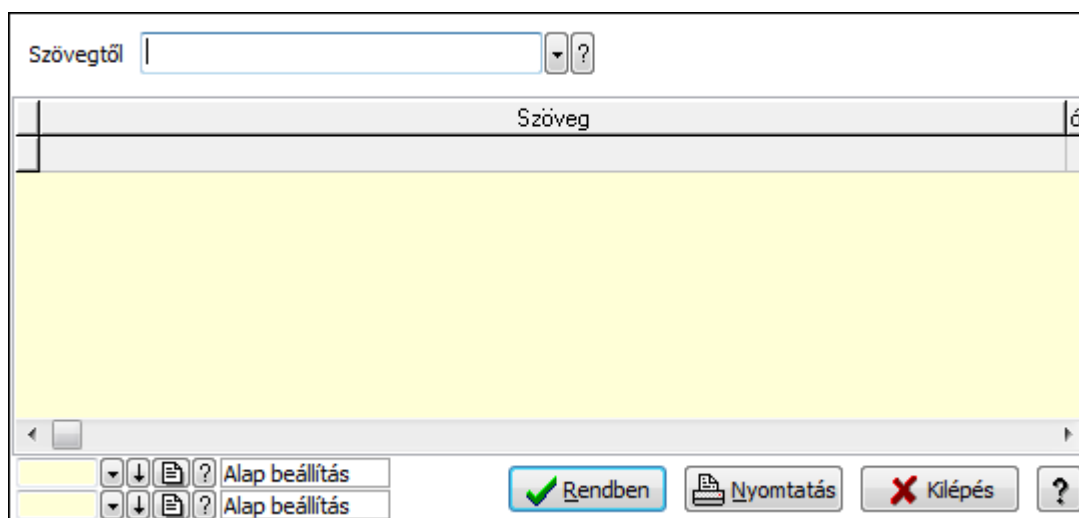 Szövegtől ?
Szöveg
? Alap beállítás
? Alap beállítás
Rendben Nyomtatás Kilépés ?